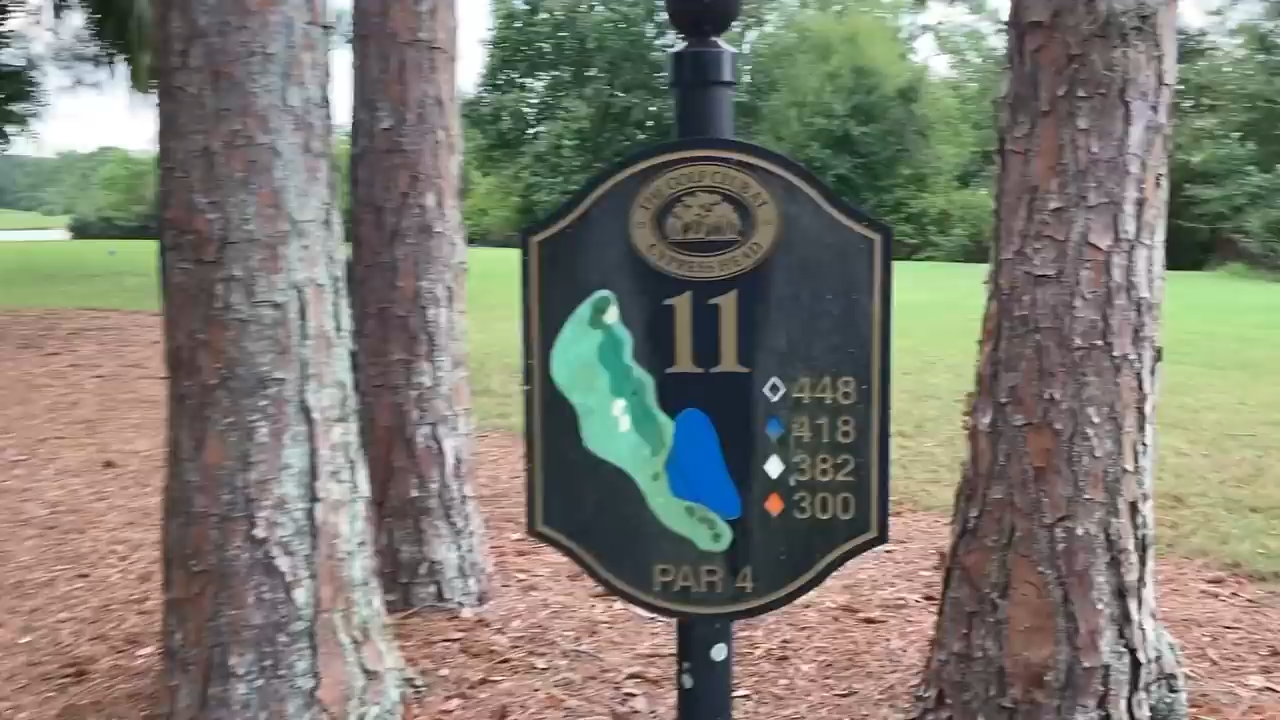 THE GOLF CLUB AT
CYPRESS HEAD
11
448
418
382
300
PAR 4